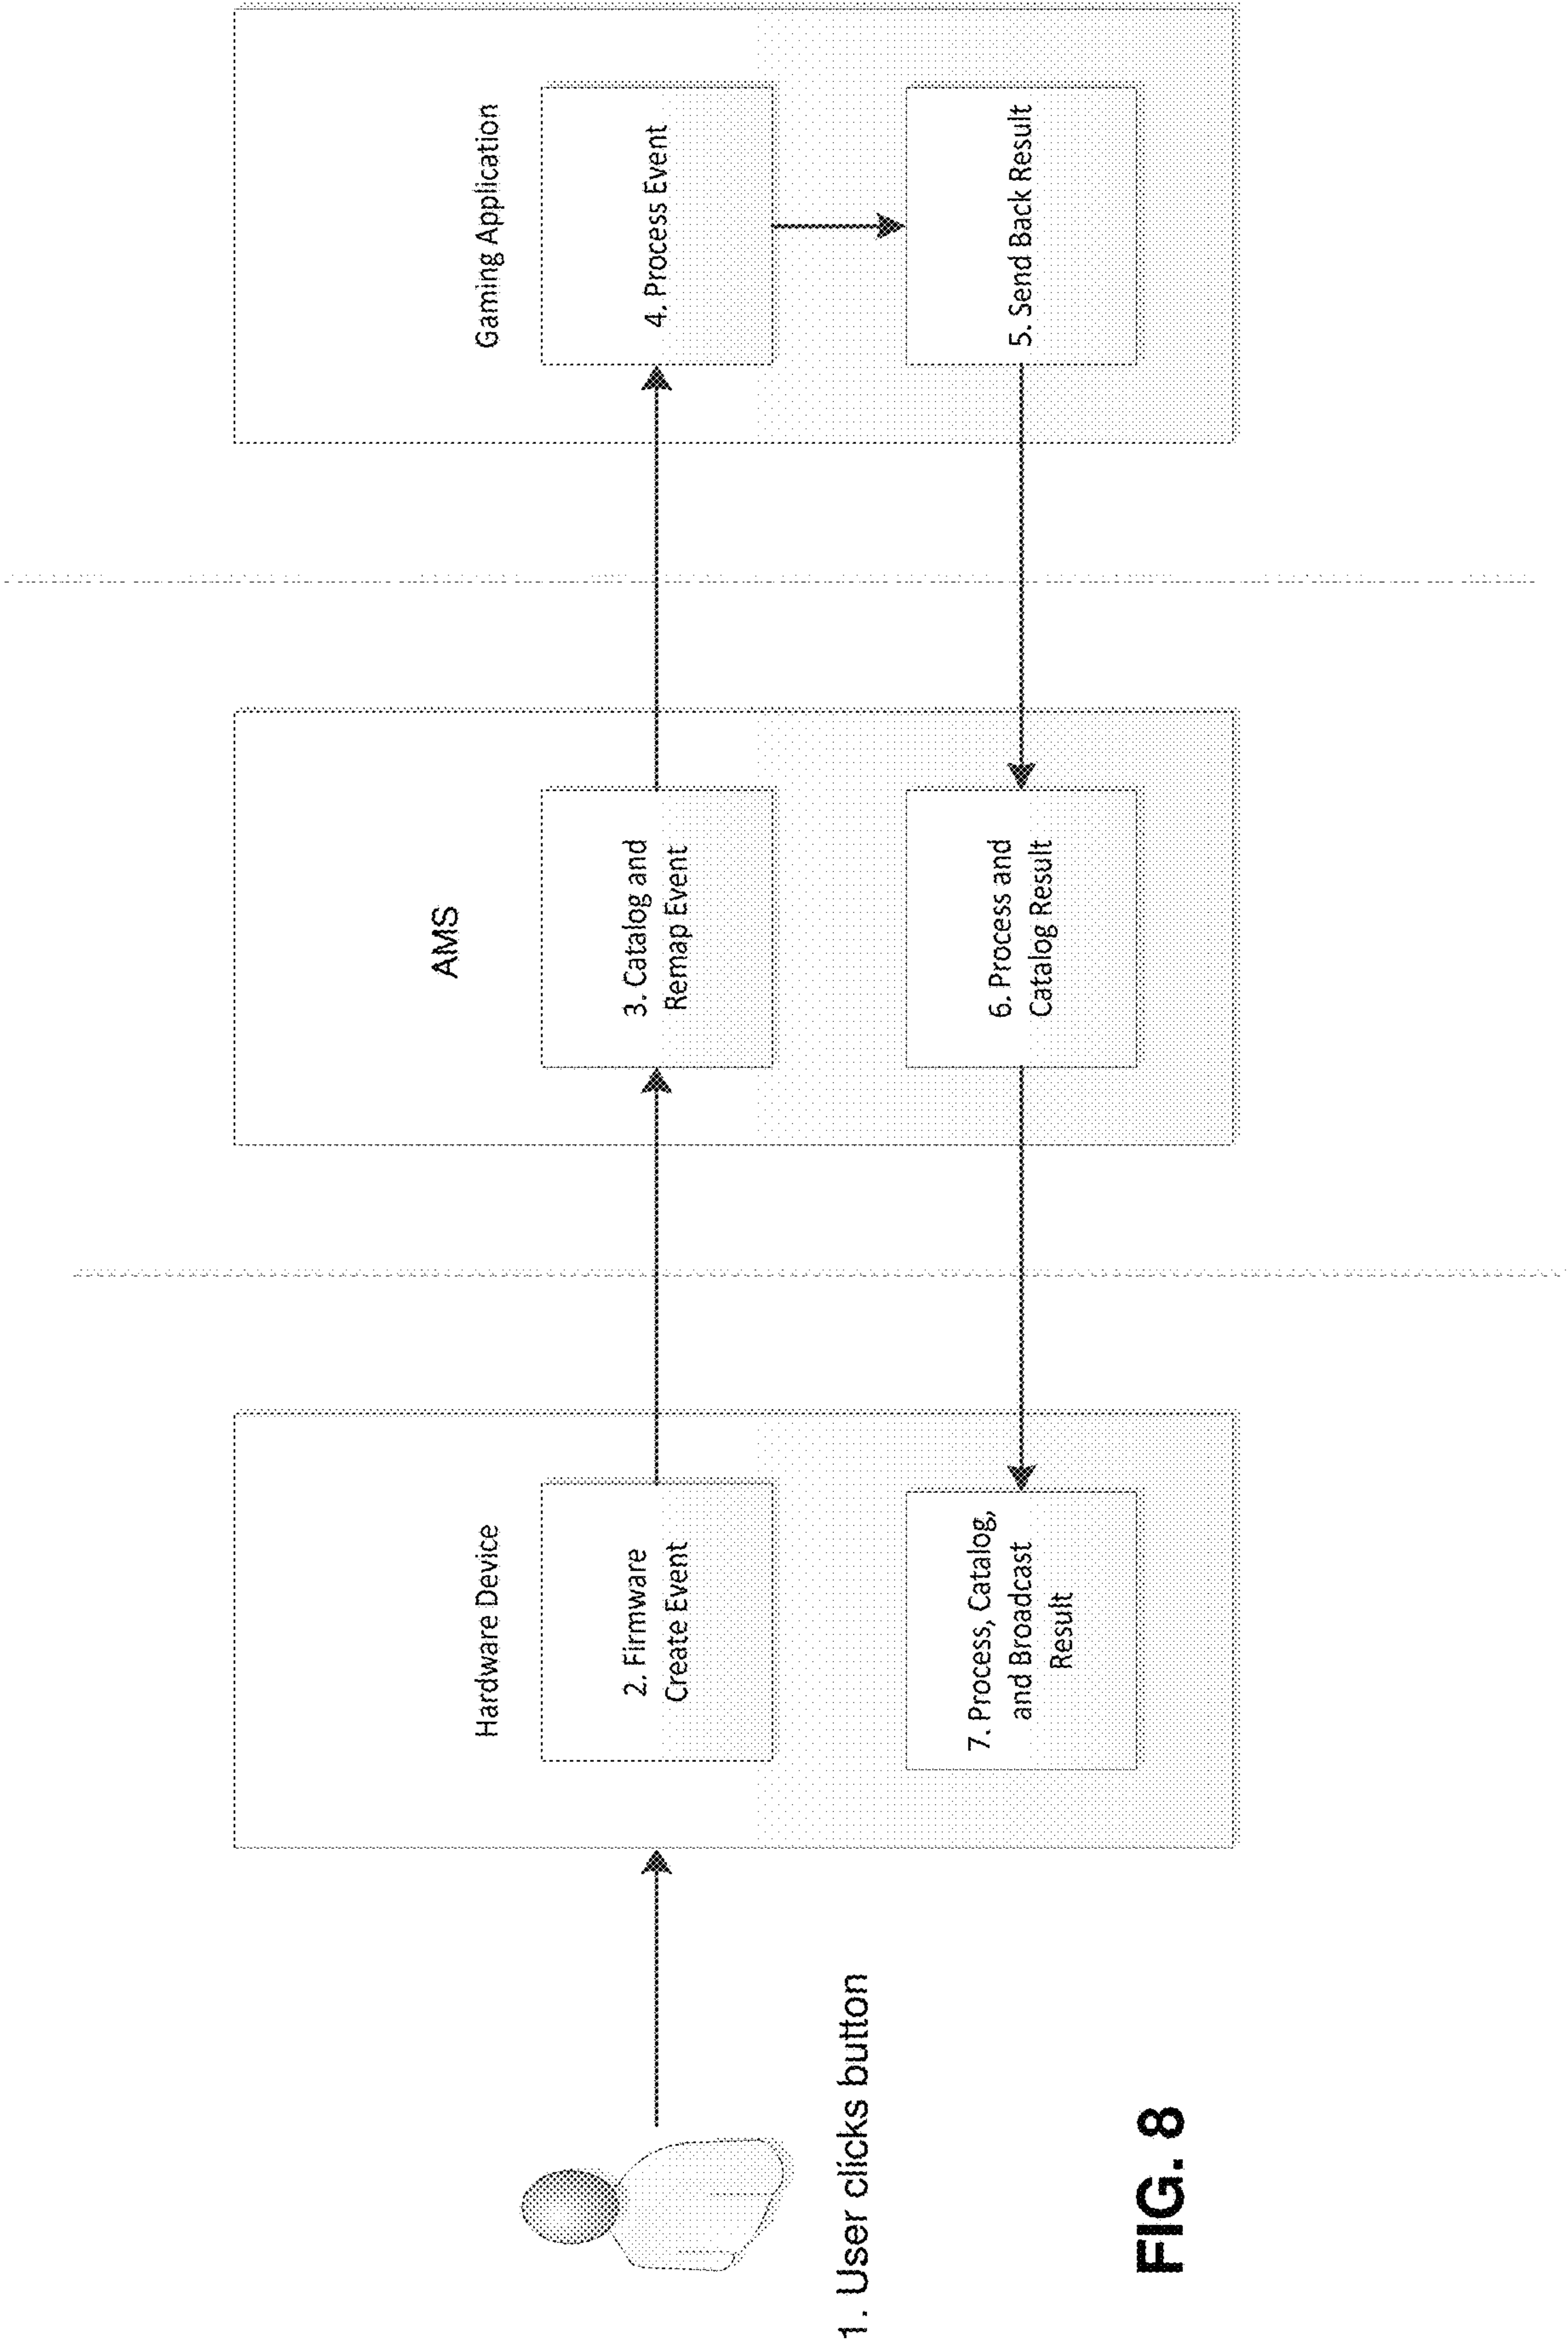 Hardware Device
AMS
Gaming Application
1. User clicks button
2. Firmware
Create Event
3. Catalog and
Remap Event
4. Process Event
5. Send Back Result
6. Process and
Catalog Result
7. Process, Catalog,
and Broadcast
Result
FIG. 8